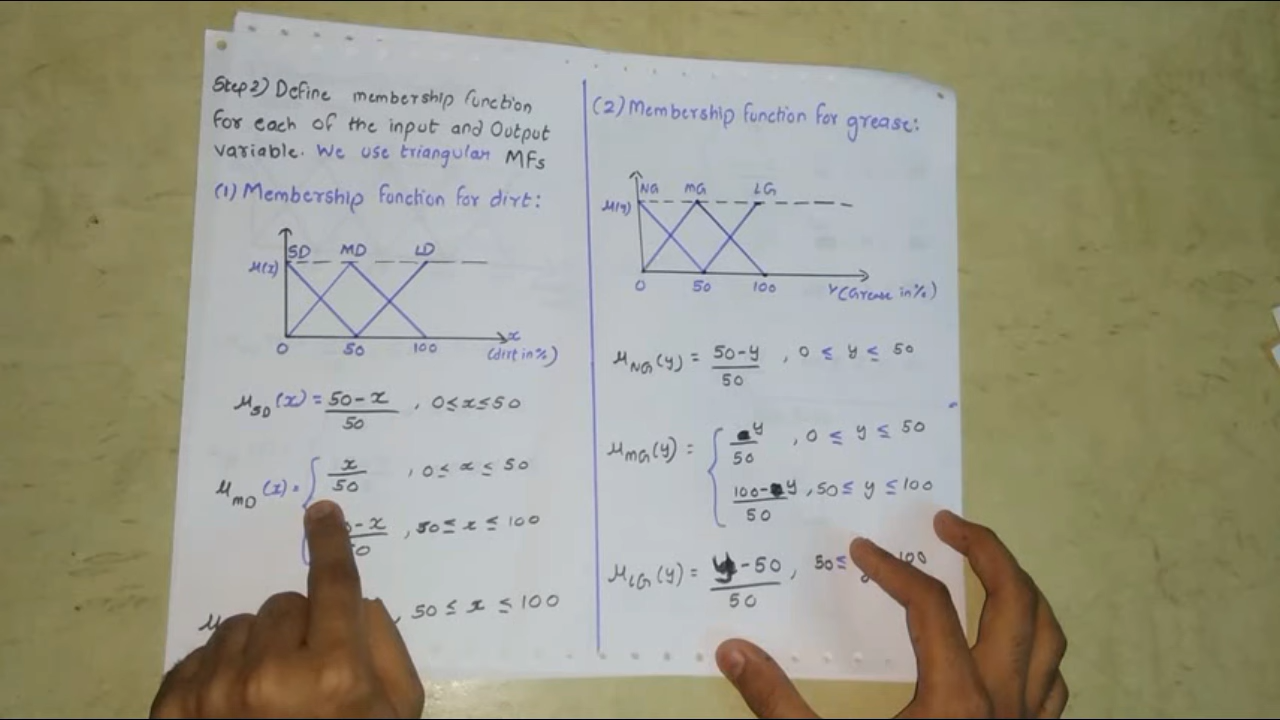 Step2) Define membership function
for each of the input and Output
variable. We use triangular MFs
(1) Membership function for dirt:
SD MD LD
μ(x)
0 50 100
x
(dirt in %)
μSD (x) = 50-x / 50 , 0≤x≤50
μmD (x) = { x / 50 , 0≤ x ≤ 50
-x / 50 , 50≤ x ≤ 100
μ , 50 ≤ x ≤ 100
(2) Membership function for grease:
NG mG LG
μ(y)
0 50 100 Y(Grease in %)
μNG (y) = 50-y / 50 , 0 ≤ y ≤ 50
μmG (y) = { y / 50 , 0 ≤ y ≤ 50
100-y / 50 , 50≤ y ≤100
μLG (y) = y-50 / 50 , 50≤ y 100